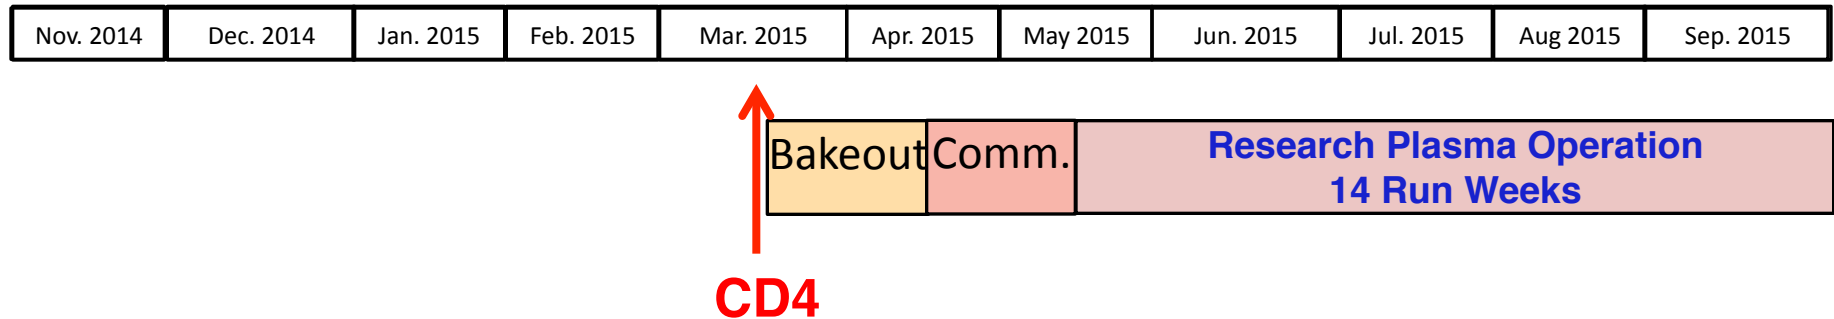 Nov. 2014 Dec. 2014 Jan. 2015 Feb. 2015 Mar. 2015 Apr. 2015 May 2015 Jun. 2015 Jul. 2015 Aug 2015 Sep. 2015
Bakeout Comm. Research Plasma Operation
14 Run Weeks
CD4